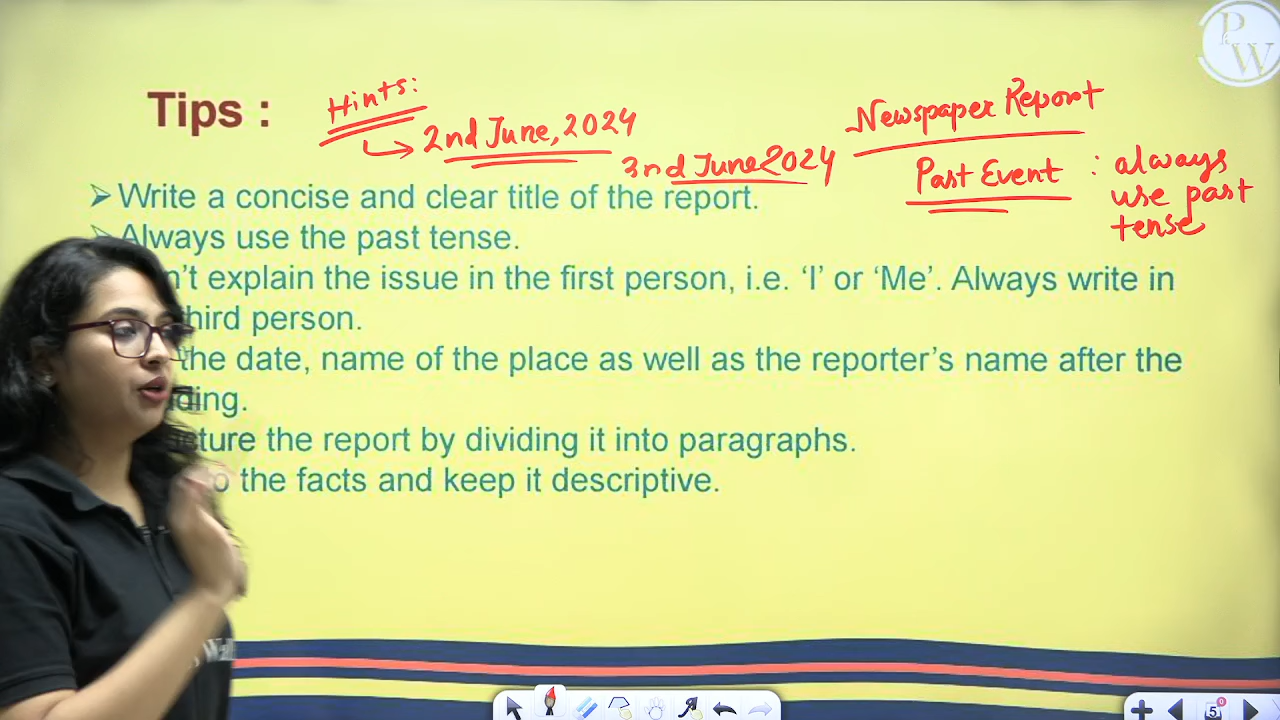 P
W
Tips :
Hints:
2nd June, 2024
3nd June 2024
Newspaper Report
Past Event : always
use past
tense
➢ Write a concise and clear title of the report.
➢ Always use the past tense.
n't explain the issue in the first person, i.e. 'I' or 'Me'. Always write in
hird person.
the date, name of the place as well as the reporter's name after the
ding.
cture the report by dividing it into paragraphs.
o the facts and keep it descriptive.
5